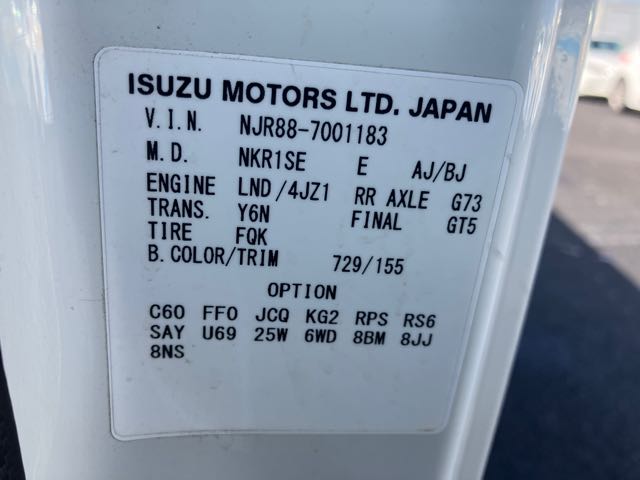 ISUZU MOTORS LTD. JAPAN
V.I.N. NJR88-7001183
M.D. NKR1SE E AJ/BJ
ENGINE LND/4JZ1 RR AXLE G73
TRANS. Y6N FINAL GT5
TIRE FQK
B.COLOR/TRIM 729/155
OPTION
C60 FF0 JCQ KG2 RPS RS6
SAY U69 25W 6WD 8BM 8JJ
8NS